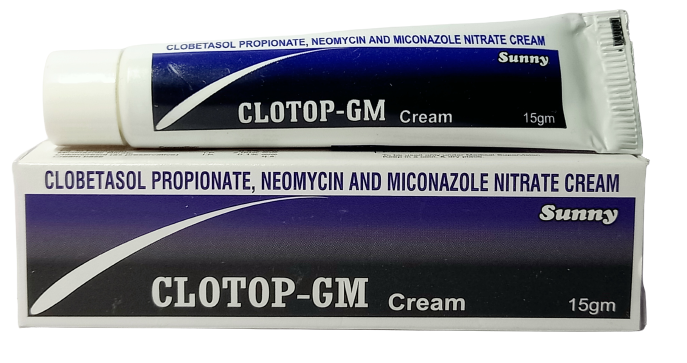 CLOBETASOL PROPIONATE, NEOMYCIN AND MICONAZOLE NITRATE CREAM
Sunny
CLOTOP-GM Cream
15gm
CLOBETASOL PROPIONATE, NEOMYCIN AND MICONAZOLE NITRATE CREAM
Sunny
CLOTOP-GM Cream
15gm